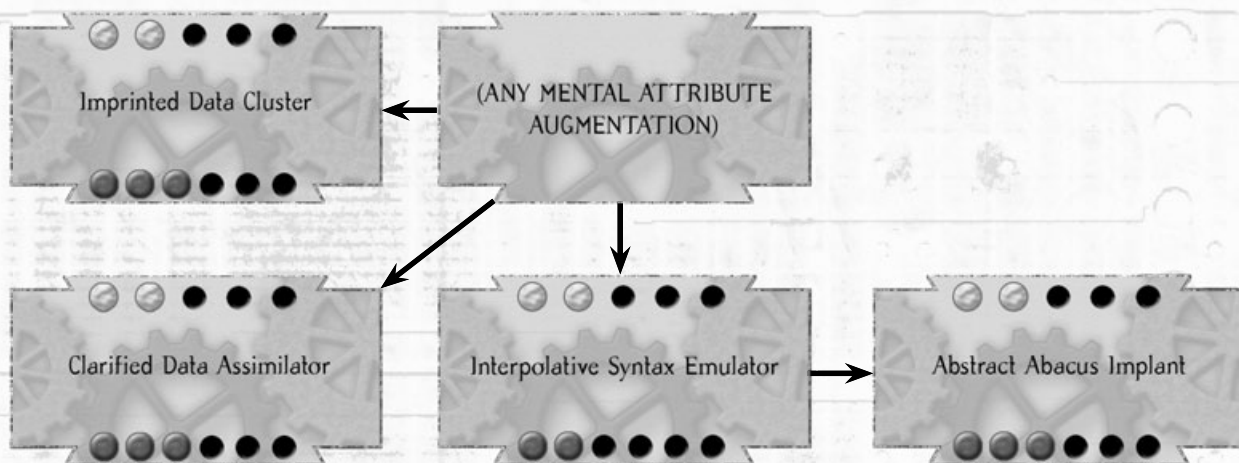 Imprinted Data Cluster
(ANY MENTAL ATTRIBUTE
AUGMENTATION)
Clarified Data Assimilator
Interpolative Syntax Emulator
Abstract Abacus Implant